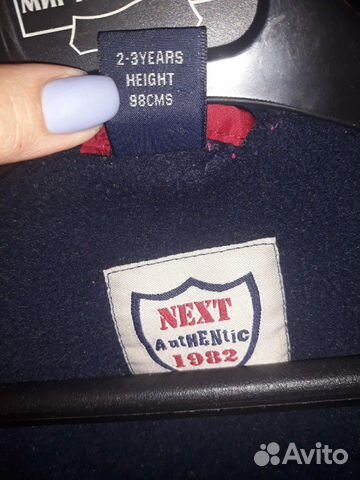 2-3YEARS
HEIGHT
98CMS
NEXT
AutHENtic
1982
Avito